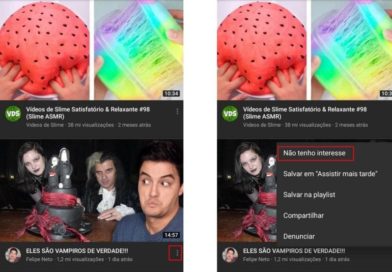 10:34
VDS
Vídeos de Slime Satisfatório & Relaxante #98
(Slime ASMR)
Vídeos de Slime · 38 mi visualizações · 2 meses atrás
14:57
ELES SÃO VAMPIROS DE VERDADE!!!
Felipe Neto · 1,2 mi visualizações · 1 dia atrás
10:34
VDS
Vídeos de Slime Satisfatório & Relaxante #98
(Slime ASMR)
Vídeos de Slime · 38 mi visualizações · 2 meses atrás
Não tenho interesse
Salvar em "Assistir mais tarde"
Salvar na playlist
Compartilhar
Denunciar
ELES SÃO VAMPIROS DE VERDADE!!!
Felipe Neto · 1,2 mi visualizações · 1 dia atrás